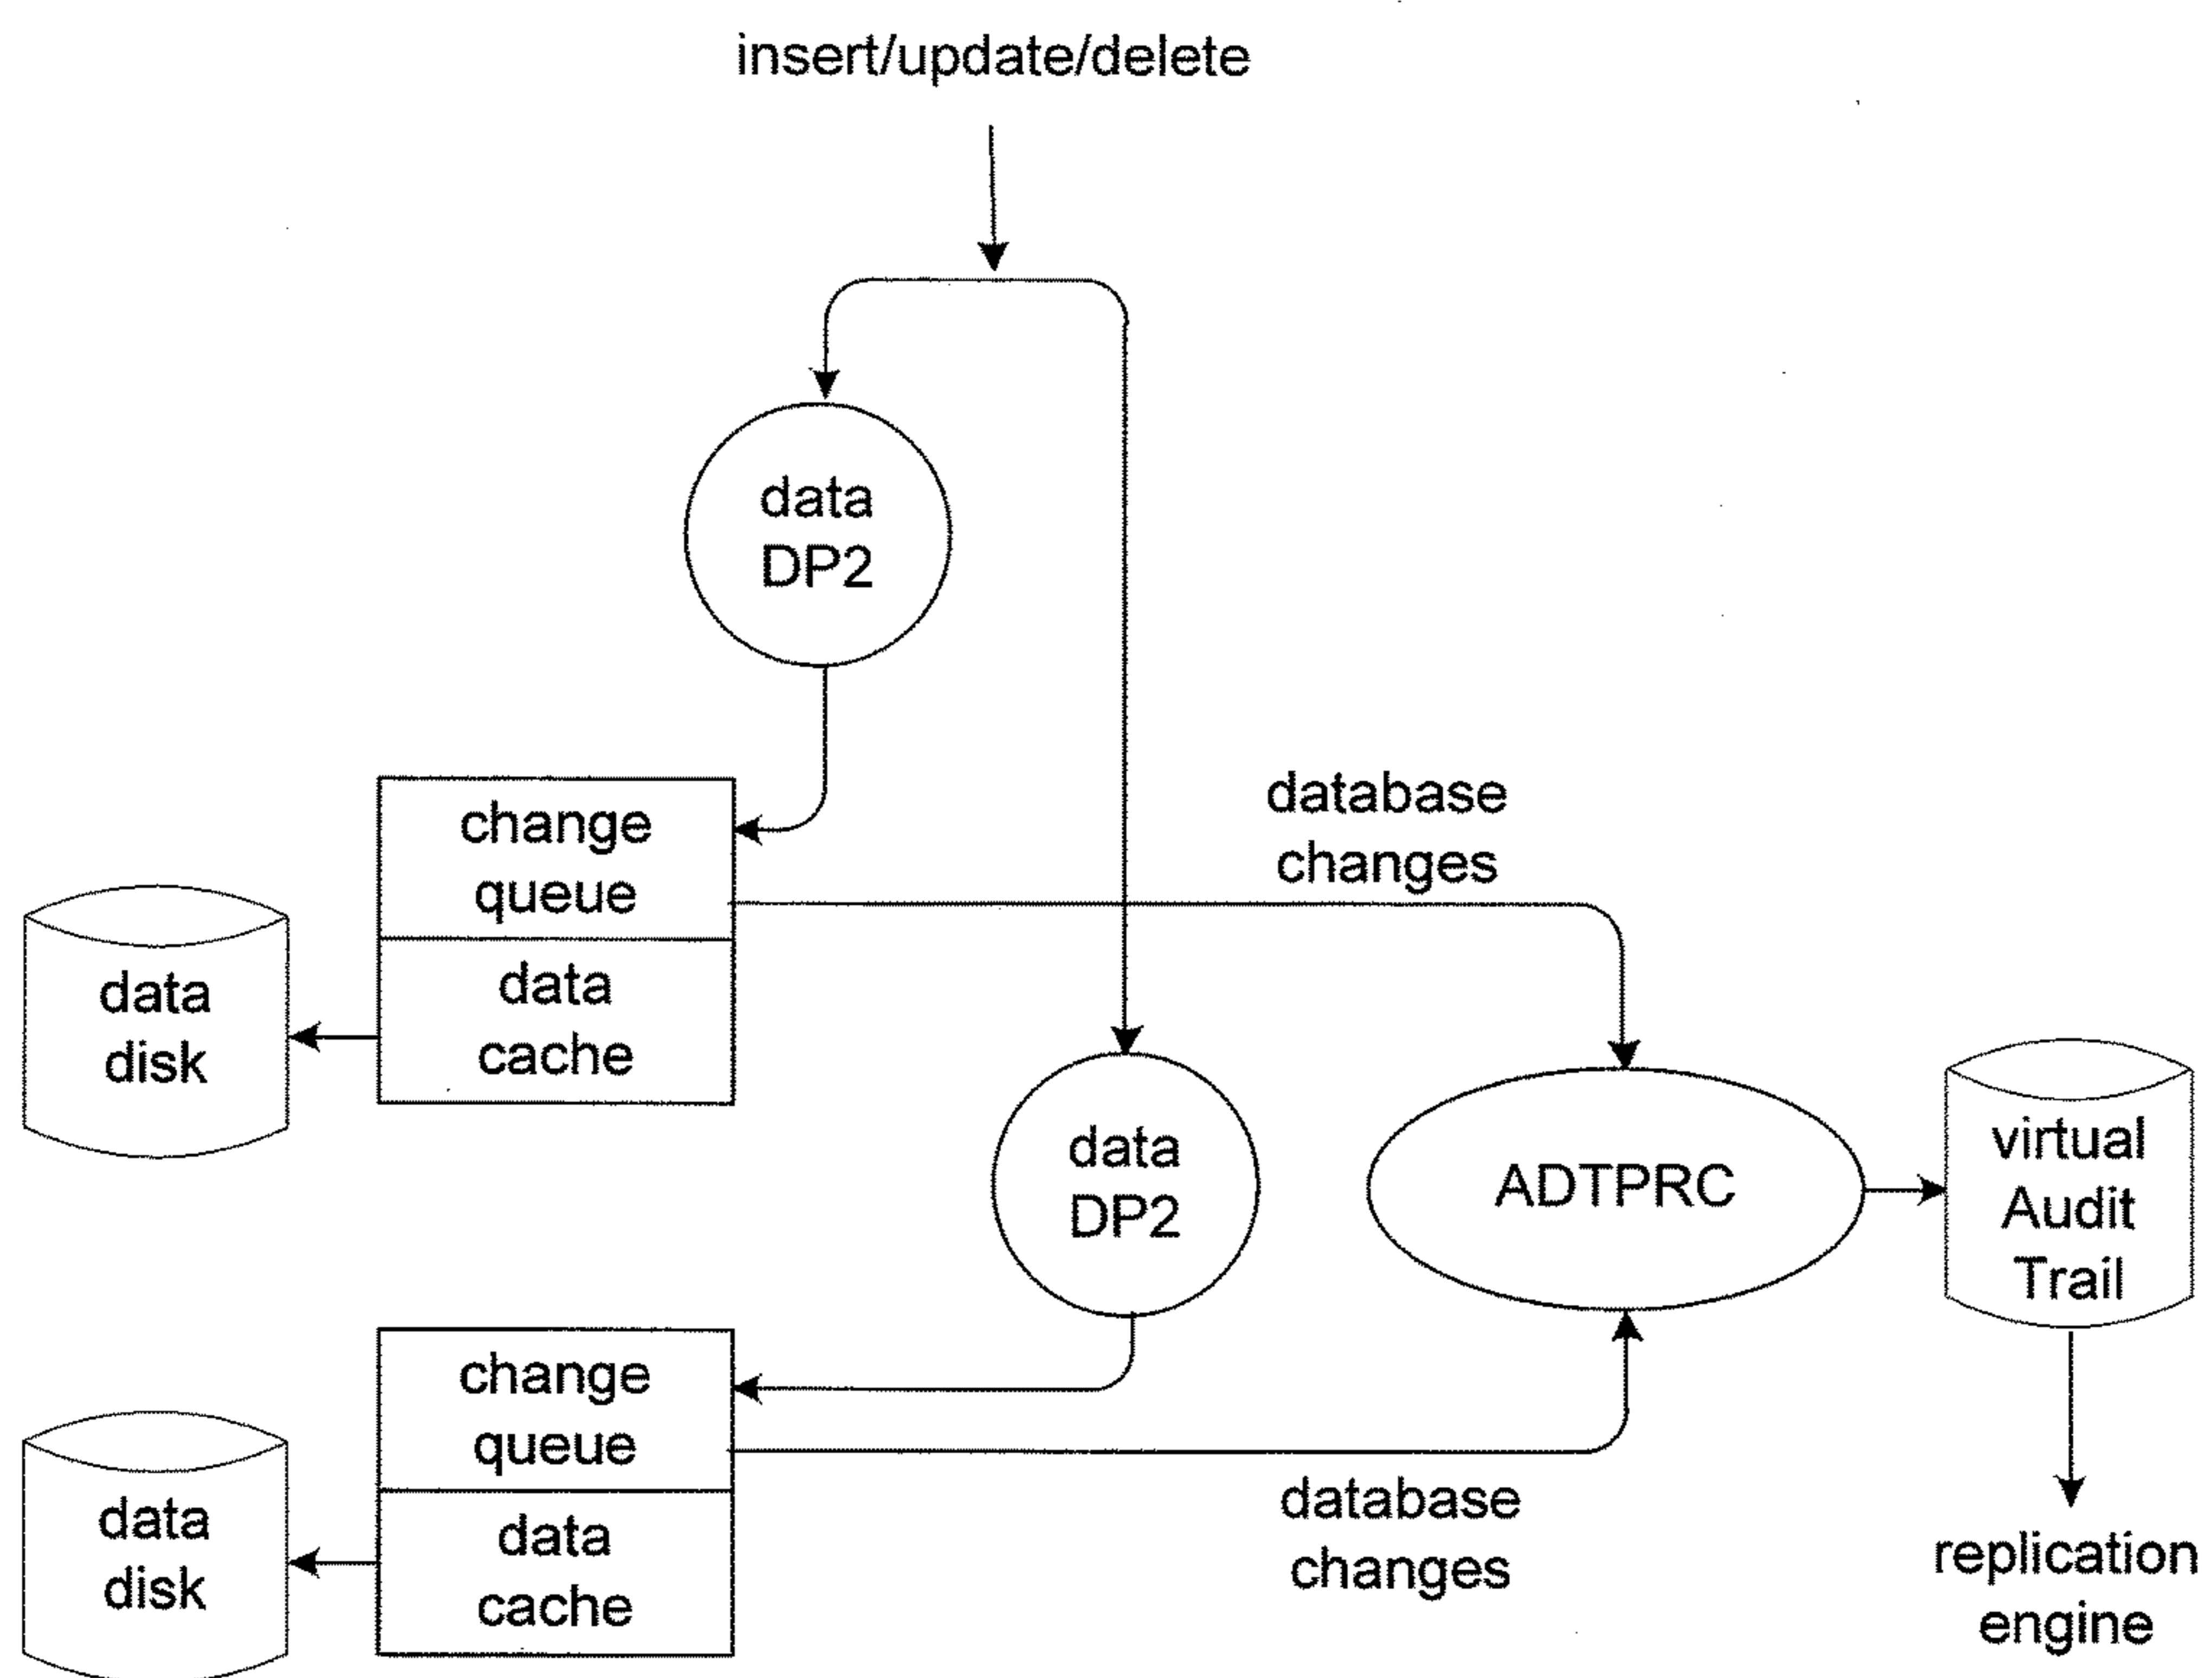 insert/update/delete
data
DP2
change
queue
database
changes
data
cache
data
disk
data
DP2
ADTPRC
virtual
Audit
Trail
change
queue
data
cache
data
disk
database
changes
replication
engine